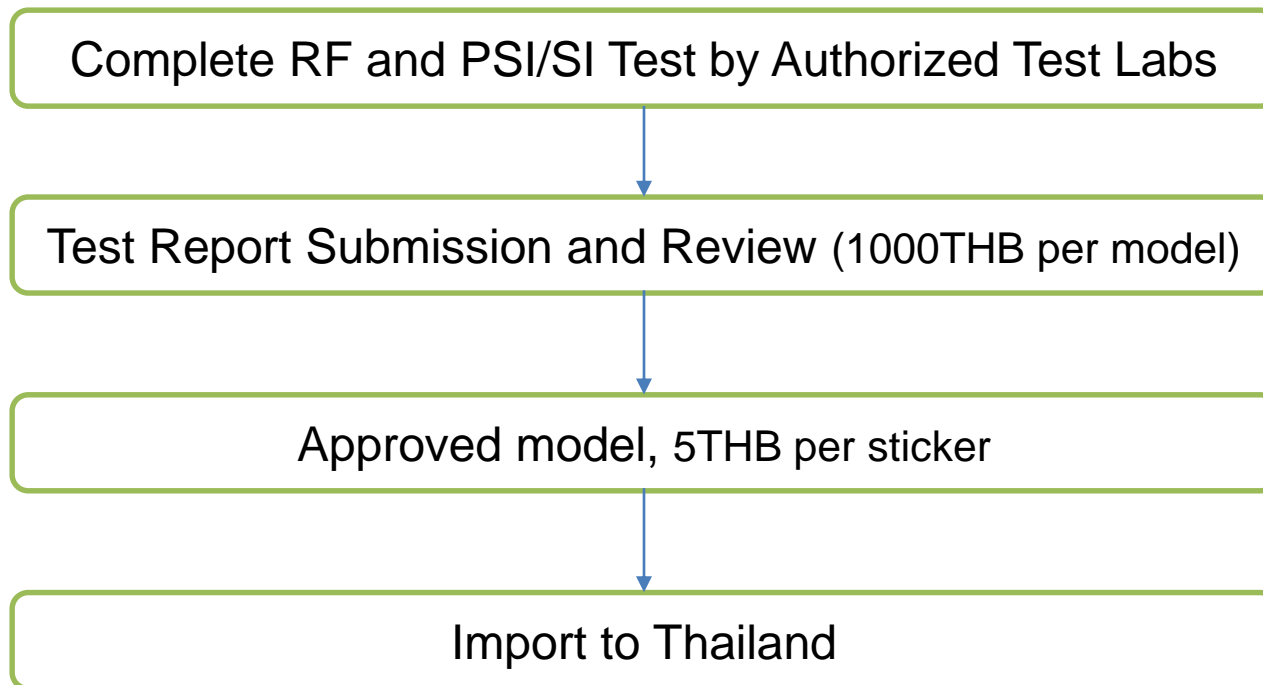 Complete RF and PSI/SI Test by Authorized Test Labs
Test Report Submission and Review (1000THB per model)
Approved model, 5THB per sticker
Import to Thailand